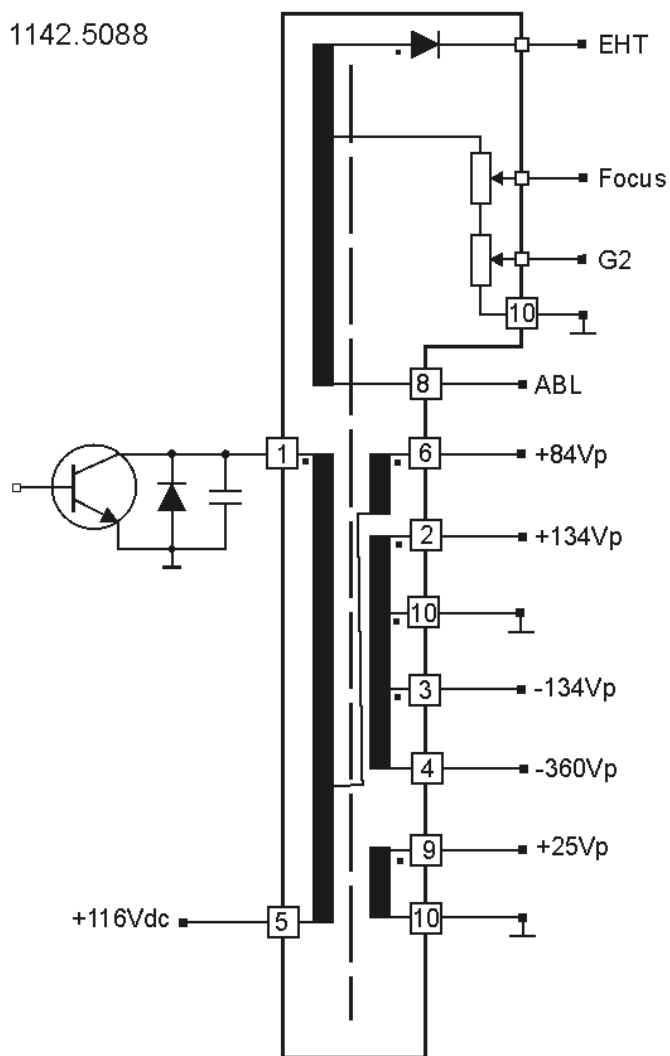 1142.5088
EHT
Focus
G2
10
8 ABL
1 6 +84Vp
2 +134Vp
10
3 -134Vp
4 -360Vp
9 +25Vp
+116Vdc 5 10